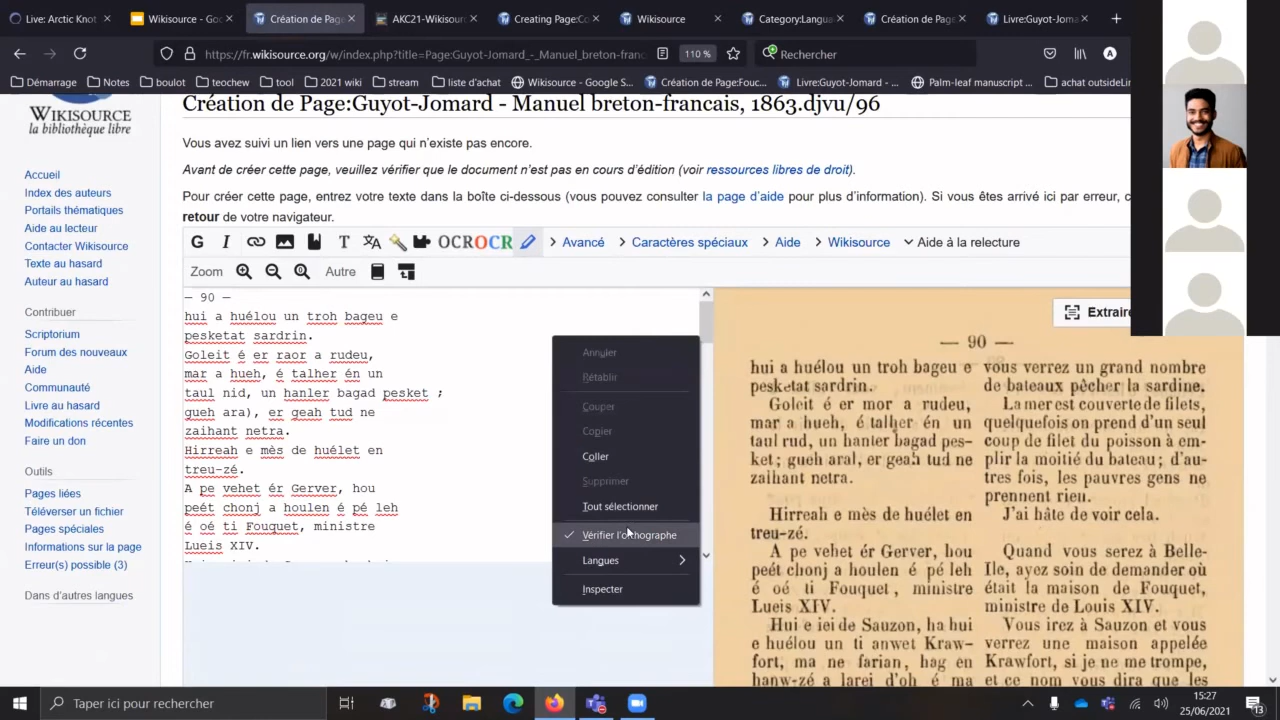 Live: Arctic Knot
Wikisource - Goo
Création de Page:
AKC21-Wikisourc
Creating Page:Co
Wikisource
Category:Langua
Création de Page
Livre:Guyot-Joma
https://fr.wikisource.org/w/index.php?title=Page:Guyot-Jomard_-_Manuel_breton-franc
110 %
Rechercher
Démarrage
Notes
boulot
teochew
tool
2021 wiki
stream
liste d'achat
Wikisource - Google S...
Création de Page:Fouc...
Livre:Guyot-Jomard - ...
Palm-leaf manuscript ...
achat outsideLin
WIKISOURCE
la bibliothèque libre
Accueil
Index des auteurs
Portails thématiques
Aide au lecteur
Contacter Wikisource
Texte au hasard
Auteur au hasard
Contribuer
Scriptorium
Forum des nouveaux
Aide
Communauté
Livre au hasard
Modifications récentes
Faire un don
Outils
Pages liées
Téléverser un fichier
Pages spéciales
Informations sur la page
Erreur(s) possible (3)
Dans d'autres langues
Création de Page:Guyot-Jomard - Manuel breton-francais, 1863.djvu/96
Vous avez suivi un lien vers une page qui n'existe pas encore.
Avant de créer cette page, veuillez vérifier que le document n'est pas en cours d'édition (voir ressources libres de droit).
Pour créer cette page, entrez votre texte dans la boîte ci-dessous (vous pouvez consulter la page d'aide pour plus d'information). Si vous êtes arrivé ici par erreur, c
retour de votre navigateur.
G I T OCR OCR Avancé Caractères spéciaux Aide Wikisource Aide à la relecture
Zoom Autre
— 90 —
hui a huélou un troh bageu e
pesketat sardrin.
Goleit é er raor a rudeu,
mar a hueh, é talher én un
taul nid, un hanler bagad pesket ;
gueh ara), er geah tud ne
zaihant netra.
Hirreah e mès de huélet en
treu-zé.
A pe vehet ér Gerver, hou
peét chonj a houlen é pé leh
é oé ti Fouquet, ministre
Lueis XIV.
Annuler
Rétablir
Couper
Copier
Coller
Supprimer
Tout sélectionner
Vérifier l'orthographe
Langues
Inspecter
Extraire
— 90 —
hui a huélou un troh bageu e
pesketat sardrin.
Goleit é er mor a rudeu,
mar a hueh, é talher én un
taul rud, un hanter bagad pes-
ket; gueh aral, er geah tud ne
zaihant netra.
Hirreah e mès de huélet en
treu-zé.
A pe vehet ér Gerver, hou
peét chonj a houlen é pé leh
é oé ti Fouquet, ministre
Lueis XIV.
Hui e iei de Sauzon, ha hui
e huélou un ti anwet Kraw-
fort, ma ne farian, hag en
hanw-zé a larei d'oh é ma
vous verrez un grand nombre
de bateaux pêcher la sardine.
La mer est couverte de filets,
quelquefois on prend d'un seul
coup de filet du poisson à em-
plir la moitié du bateau; d'au-
tres fois, les pauvres gens ne
prennent rieu.
J'ai hâte de voir cela.
Quand vous serez à Belle-
Ile, ayez soin de demander où
était la maison de Fouquet,
ministre de Louis XIV.
Vous irez à Sauzon et vous
verrez une maison appelée
Krawfort, si je ne me trompe,
et ce nom vous dira que les
Taper ici pour rechercher
15:27
25/06/2021
13